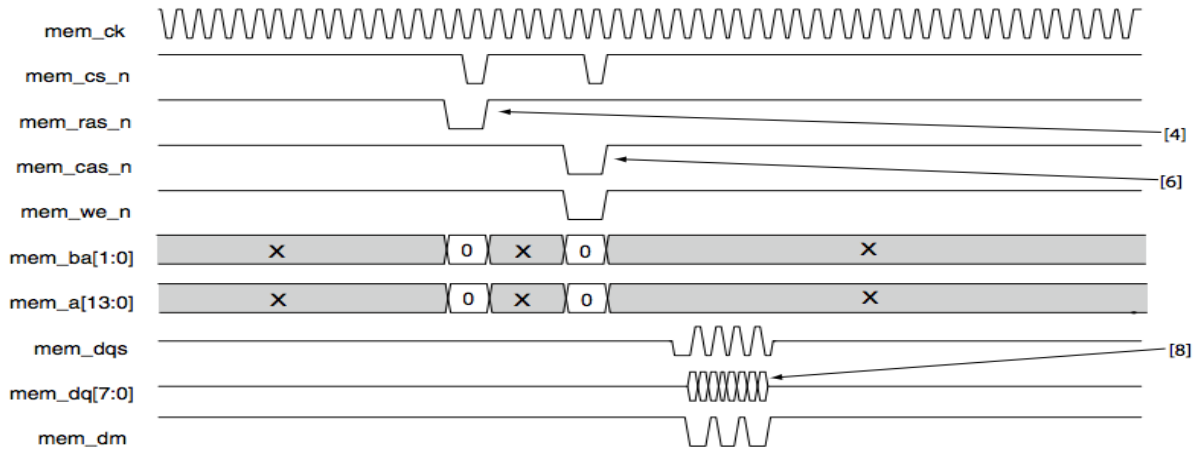 mem_ck
mem_cs_n
mem_ras_n
[4]
mem_cas_n
[6]
mem_we_n
mem_ba[1:0] X 0 X 0 X
mem_a[13:0] X 0 X 0 X
mem_dqs
[8]
mem_dq[7:0]
mem_dm